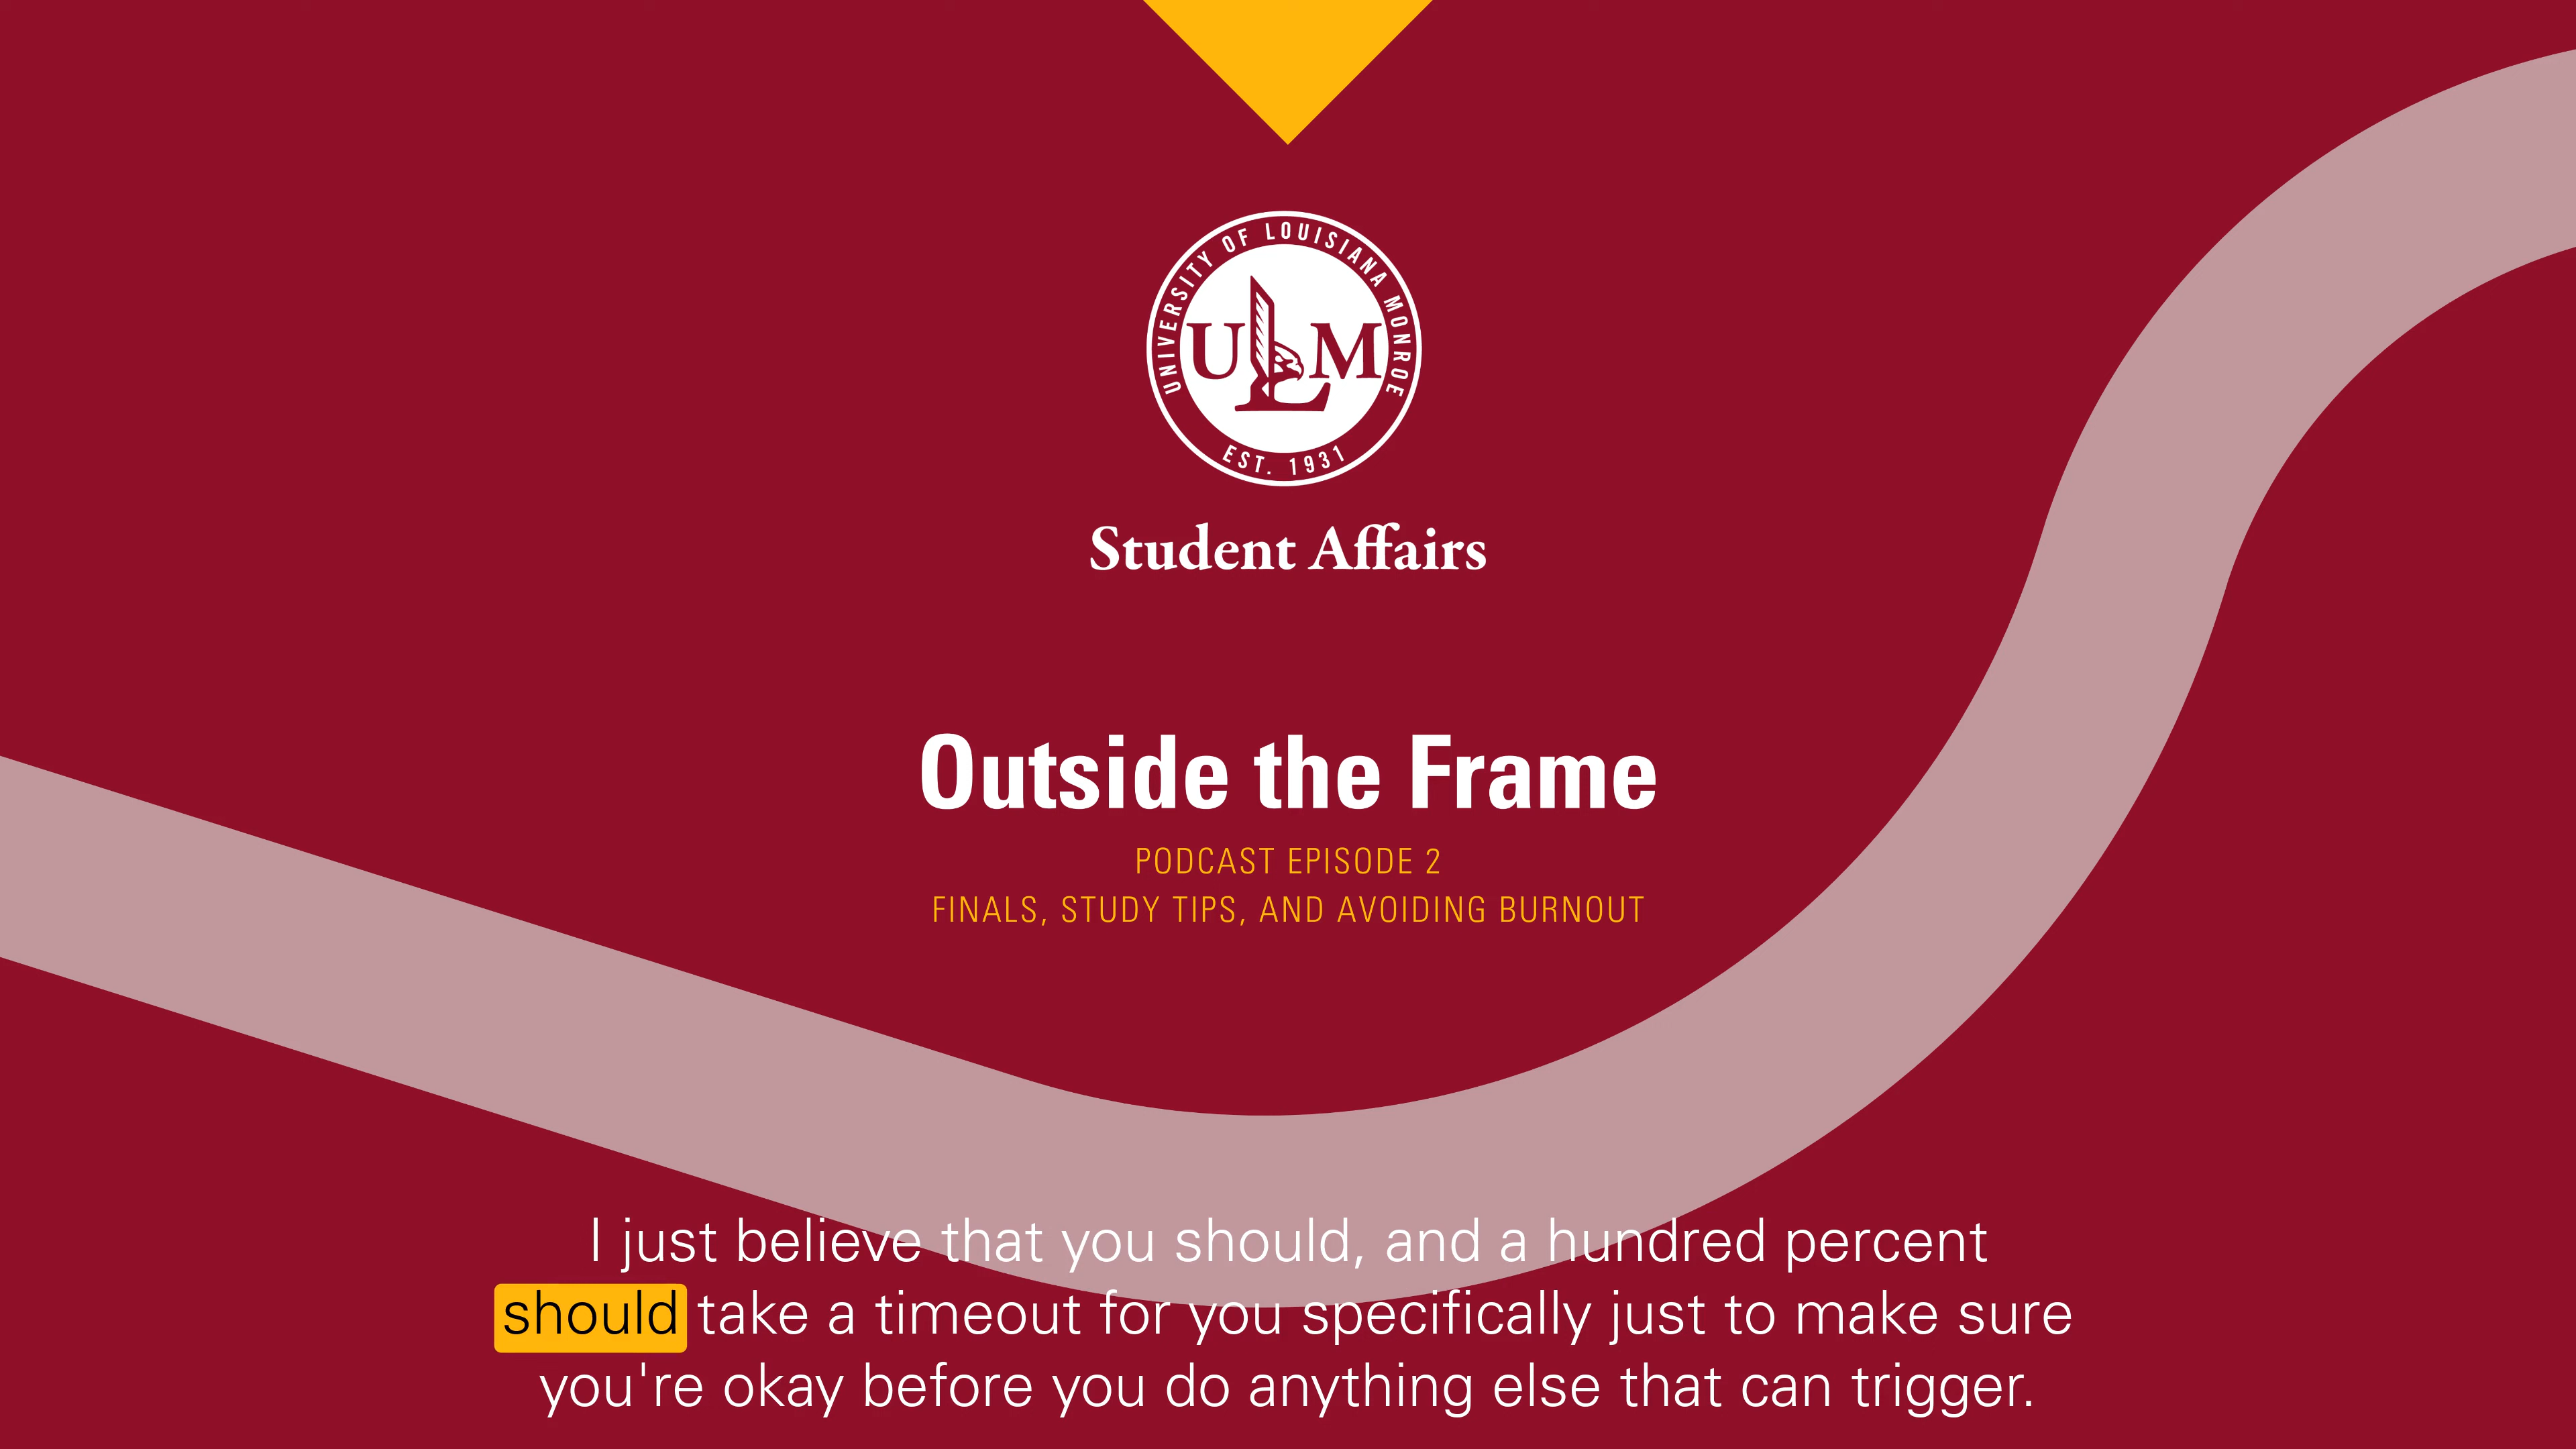 UNIVERSITY OF LOUISIANA MONROE
ULM
EST. 1931
Student Affairs
Outside the Frame
PODCAST EPISODE 2
FINALS, STUDY TIPS, AND AVOIDING BURNOUT
I just believe that you should, and a hundred percent
should take a timeout for you specifically just to make sure
you're okay before you do anything else that can trigger.